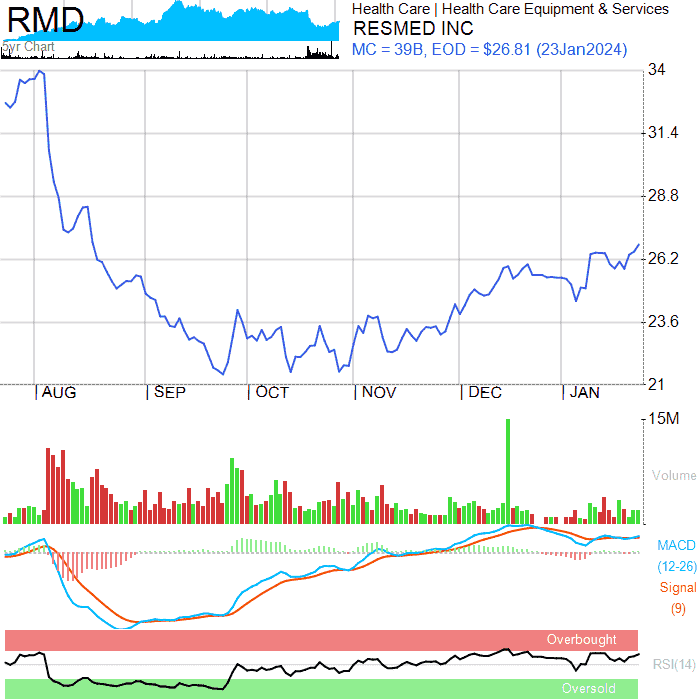 RMD
5yr Chart
Health Care | Health Care Equipment & Services
RESMED INC
MC = 39B, EOD = $26.81 (23Jan2024)
34
31.4
28.8
26.2
23.6
21
| AUG | SEP | OCT | NOV | DEC | JAN
15M
Volume
MACD
(12-26)
Signal
(9)
Overbought
RSI(14)
Oversold